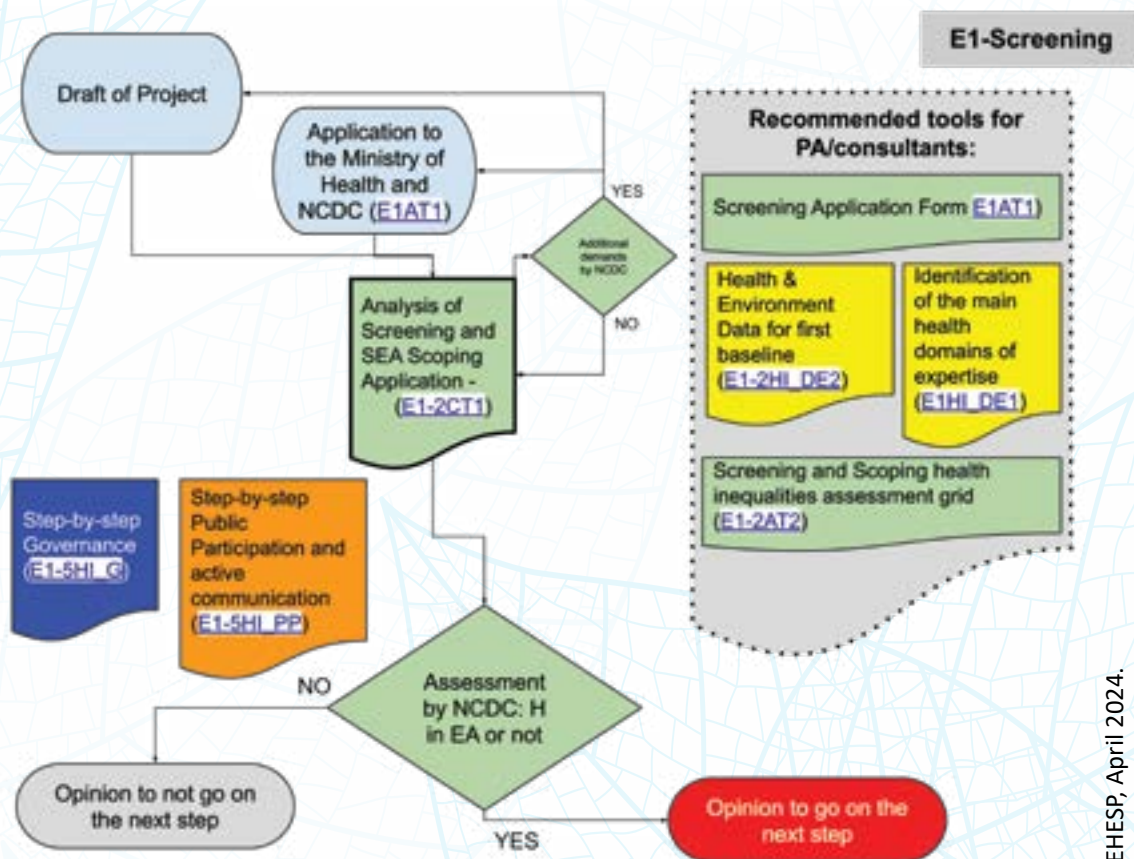 E1-Screening
Draft of Project
Application to
the Ministry of
Health and
NCDC (E1AT1)
YES
Additional
demands
by NCDC
NO
Analysis of
Screening and
SEA Scoping
Application -
(E1-2CT1)
Recommended tools for
PA/consultants:
Screening Application Form E1AT1)
Health &
Environment
Data for first
baseline
(E1-2HI_DE2)
Identification
of the main
health
domains of
expertise
(E1HI_DE1)
Screening and Scoping health
inequalities assessment grid
(E1-2AT2)
Step-by-step
Governance
(E1-5HI_G)
Step-by-step
Public
Participation and
active
communication
(E1-5HI_PP)
Assessment
by NCDC: H
in EA or not
NO
YES
Opinion to not go on
the next step
Opinion to go on the
next step
EHESP, April 2024.